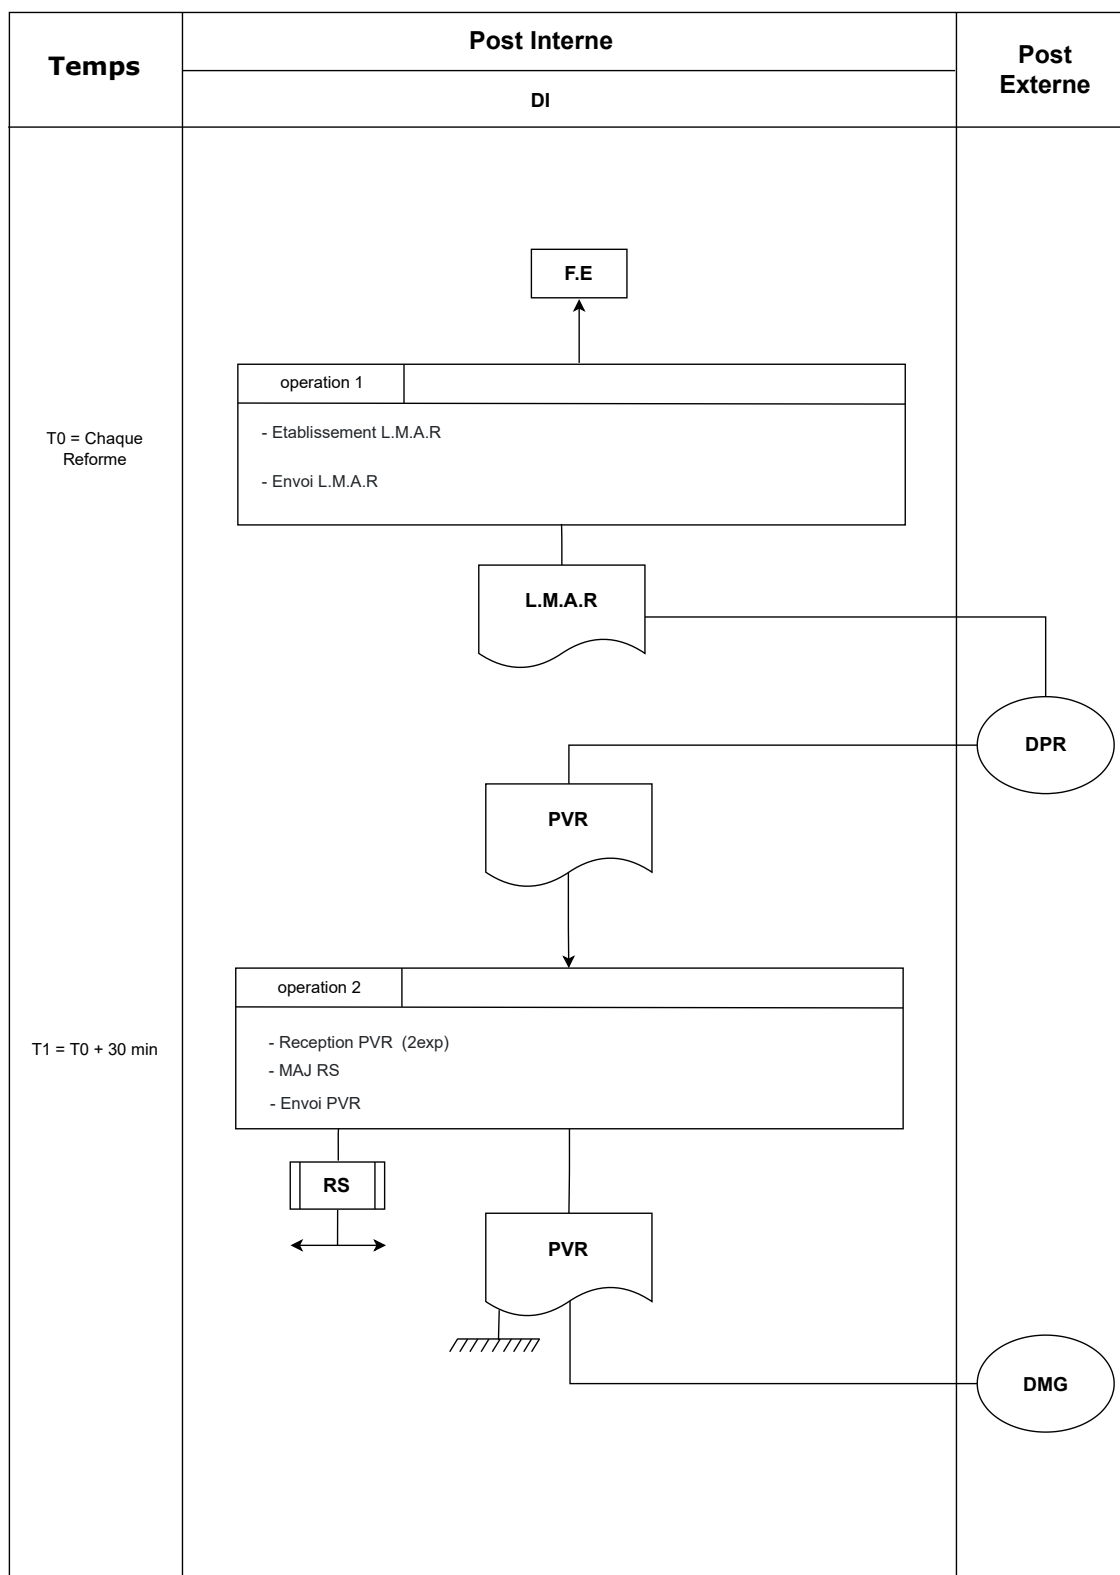 Temps
Post Interne
DI
Post
Externe
F.E
operation 1
- Etablissement L.M.A.R
- Envoi L.M.A.R
T0 = Chaque
Reforme
L.M.A.R
DPR
PVR
operation 2
- Reception PVR (2exp)
- MAJ RS
- Envoi PVR
T1 = T0 + 30 min
RS
PVR
DMG